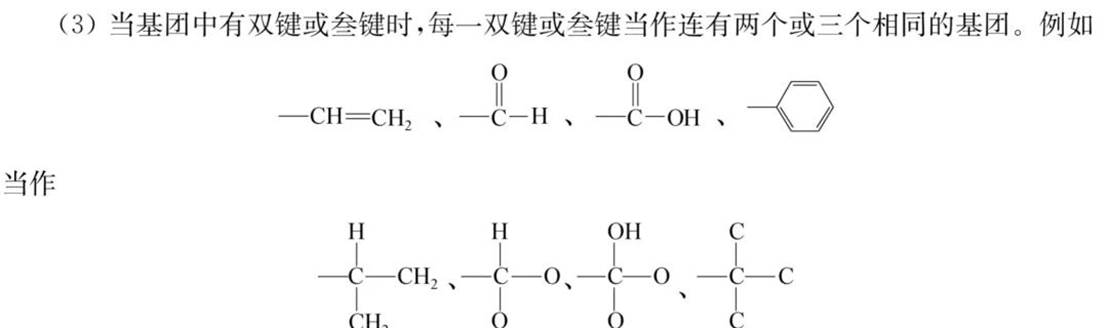 （3）当基团中有双键或叁键时，每一双键或叁键当作连有两个或三个相同的基团。例如
O O
—CH＝CH₂ 、 —C—H 、 —C—OH 、
当作
H H OH C
—C—CH₂、 —C—O、 —C—O 、 —C—C
CH₂ O O C